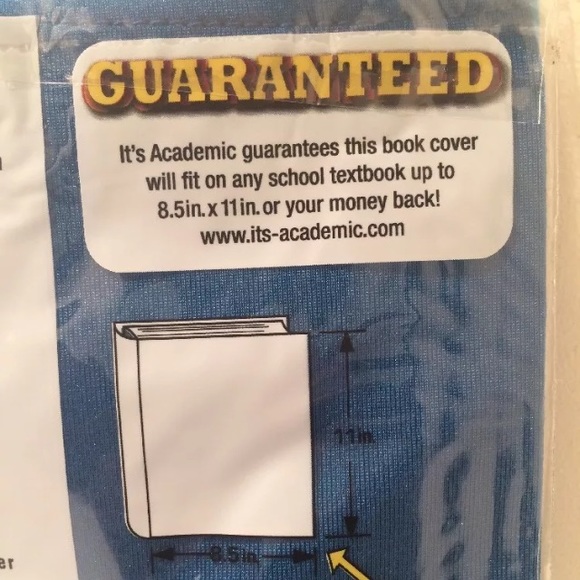 GUARANTEED
It's Academic guarantees this book cover
will fit on any school textbook up to
8.5in. x 11in. or your money back!
www.its-academic.com
11in.
8.5in.
er